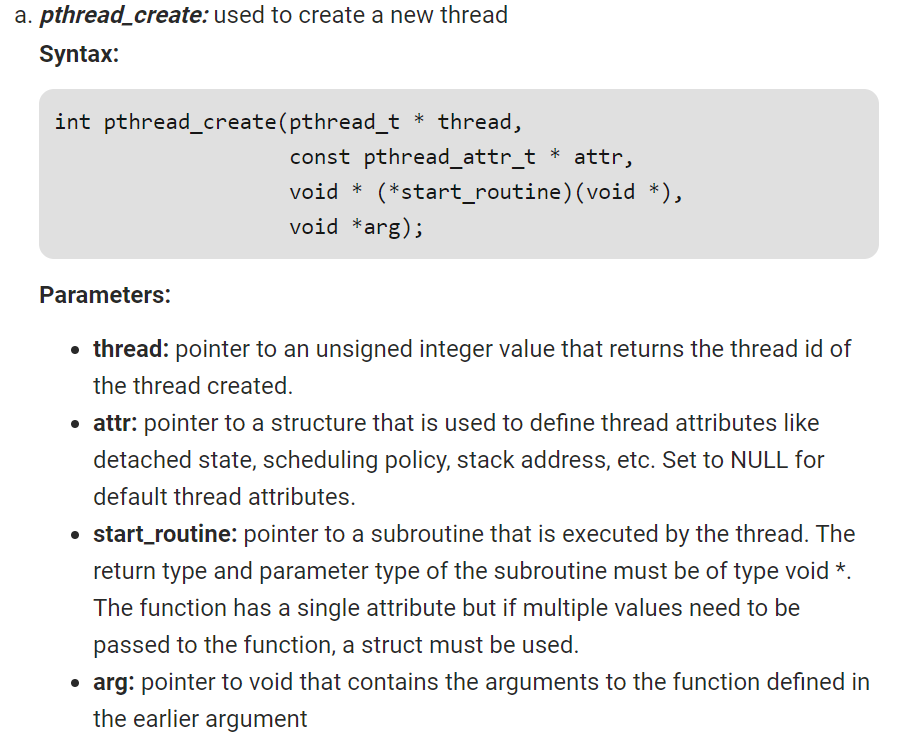 a. pthread_create: used to create a new thread
Syntax:
int pthread_create(pthread_t * thread,
                   const pthread_attr_t * attr,
                   void * (*start_routine)(void *),
                   void *arg);
Parameters:
• thread: pointer to an unsigned integer value that returns the thread id of
the thread created.
• attr: pointer to a structure that is used to define thread attributes like
detached state, scheduling policy, stack address, etc. Set to NULL for
default thread attributes.
• start_routine: pointer to a subroutine that is executed by the thread. The
return type and parameter type of the subroutine must be of type void *.
The function has a single attribute but if multiple values need to be
passed to the function, a struct must be used.
• arg: pointer to void that contains the arguments to the function defined in
the earlier argument